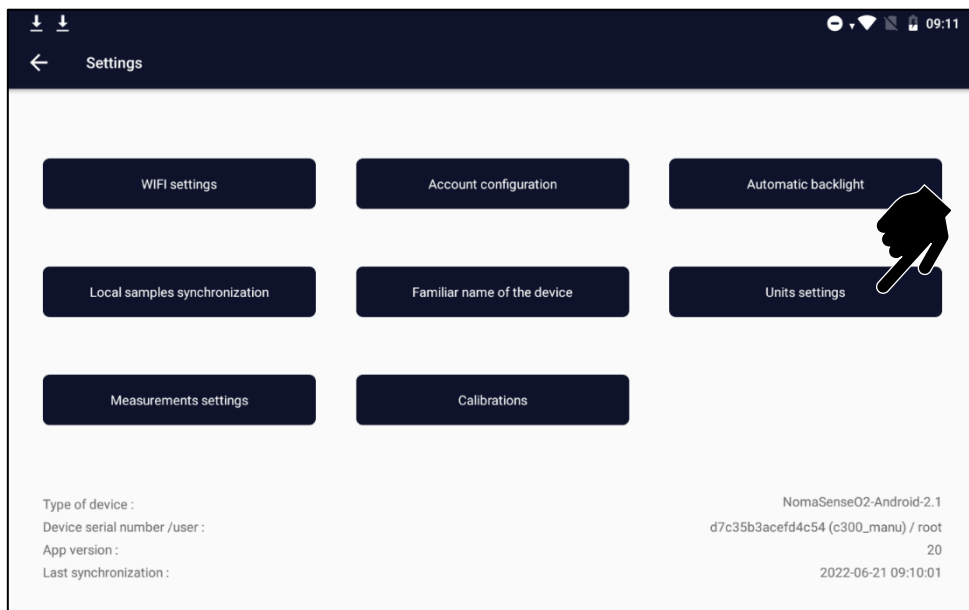 09:11
Settings
WIFI settings
Account configuration
Automatic backlight
Local samples synchronization
Familiar name of the device
Units settings
Measurements settings
Calibrations
Type of device : NomaSenseO2-Android-2.1
Device serial number /user : d7c35b3acefd4c54 (c300_manu) / root
App version : 20
Last synchronization : 2022-06-21 09:10:01